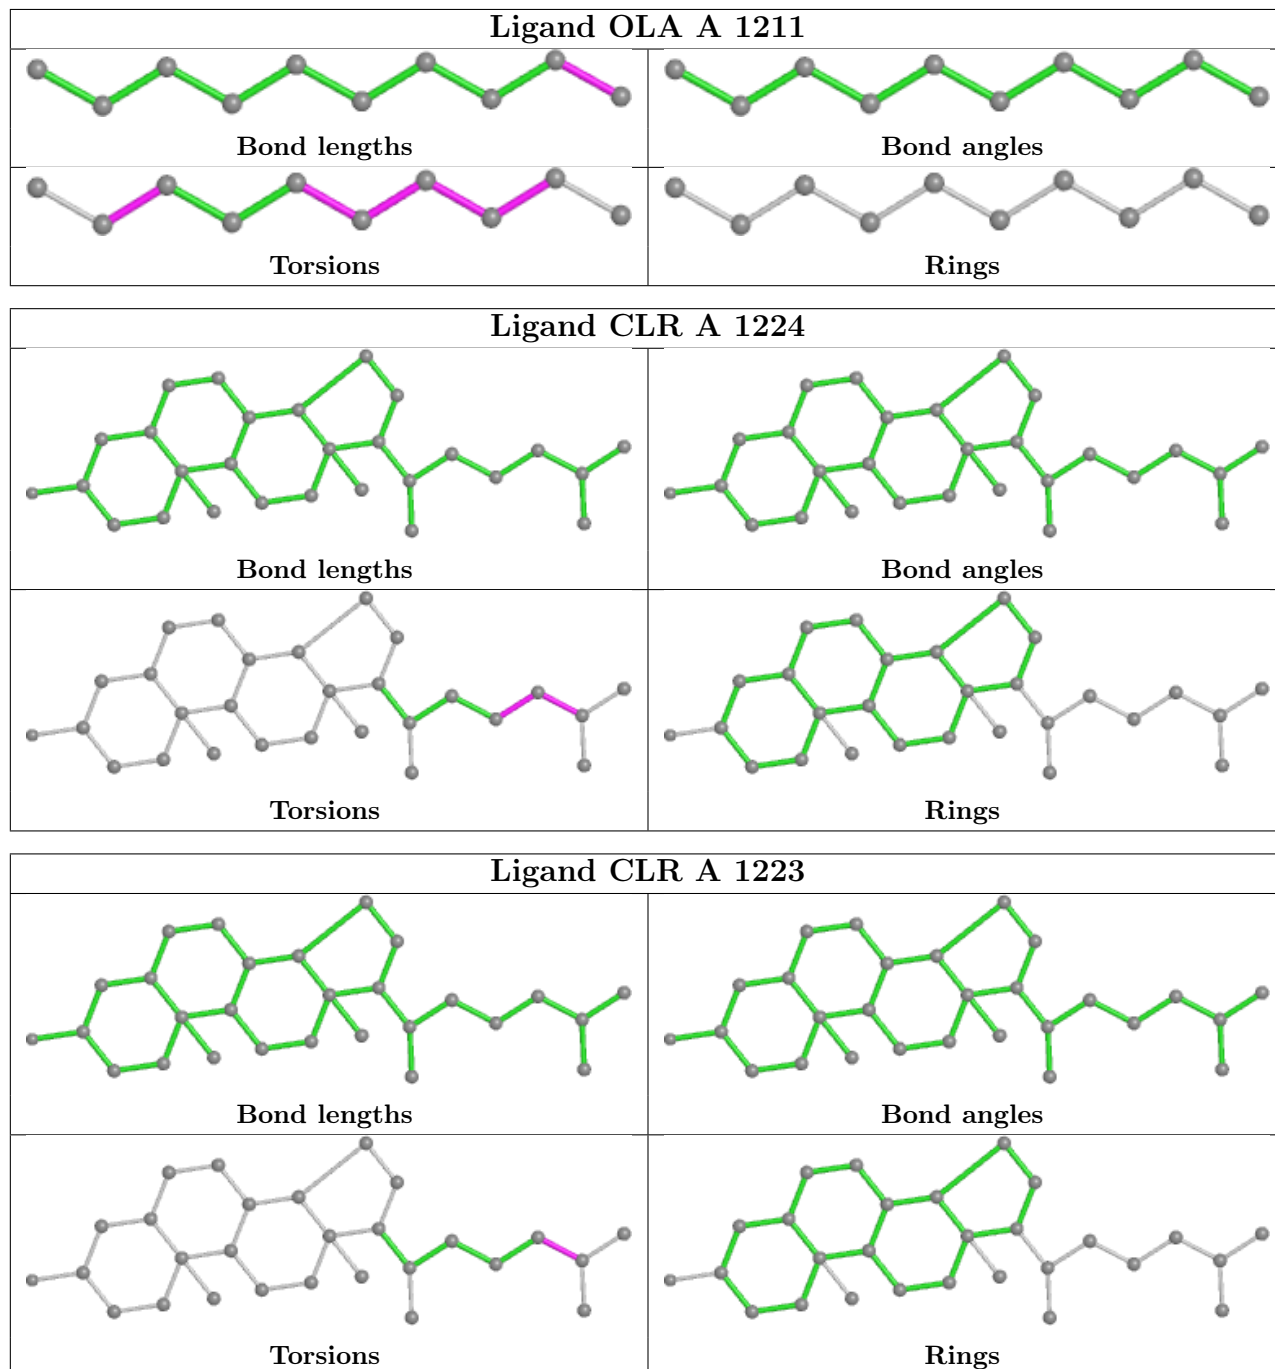 Ligand OLA A 1211
Bond lengths
Bond angles
Torsions
Rings
Ligand CLR A 1224
Bond lengths
Bond angles
Torsions
Rings
Ligand CLR A 1223
Bond lengths
Bond angles
Torsions
Rings